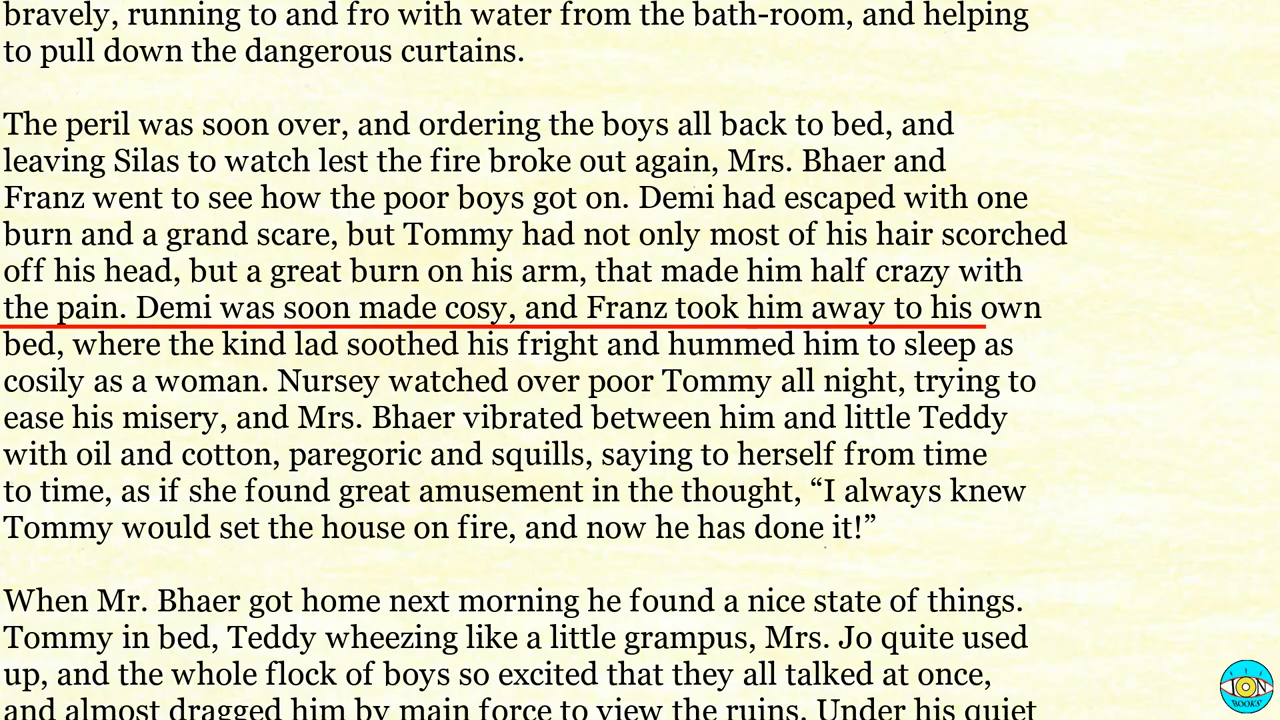 bravely, running to and fro with water from the bath-room, and helping
to pull down the dangerous curtains.
The peril was soon over, and ordering the boys all back to bed, and
leaving Silas to watch lest the fire broke out again, Mrs. Bhaer and
Franz went to see how the poor boys got on. Demi had escaped with one
burn and a grand scare, but Tommy had not only most of his hair scorched
off his head, but a great burn on his arm, that made him half crazy with
the pain. Demi was soon made cosy, and Franz took him away to his own
bed, where the kind lad soothed his fright and hummed him to sleep as
cosily as a woman. Nursey watched over poor Tommy all night, trying to
ease his misery, and Mrs. Bhaer vibrated between him and little Teddy
with oil and cotton, paregoric and squills, saying to herself from time
to time, as if she found great amusement in the thought, “I always knew
Tommy would set the house on fire, and now he has done it!”
When Mr. Bhaer got home next morning he found a nice state of things.
Tommy in bed, Teddy wheezing like a little grampus, Mrs. Jo quite used
up, and the whole flock of boys so excited that they all talked at once,
and almost dragged him by main force to view the ruins. Under his quiet
ION
BOOKS